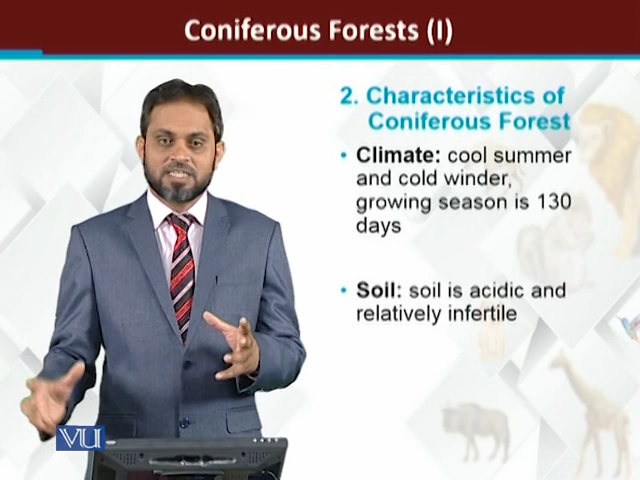 Coniferous Forests (I)
2. Characteristics of
Coniferous Forest
• Climate: cool summer
and cold winder,
growing season is 130
days
• Soil: soil is acidic and
relatively infertile
VU